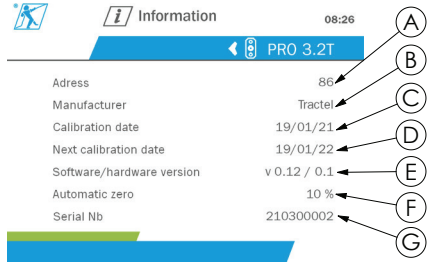 i Information 08:26 A
PRO 3.2T
Adress 86 B
Manufacturer Tractel C
Calibration date 19/01/21
Next calibration date 19/01/22 D
Software/hardware version v 0.12 / 0.1 E
Automatic zero 10 % F
Serial Nb 210300002 G